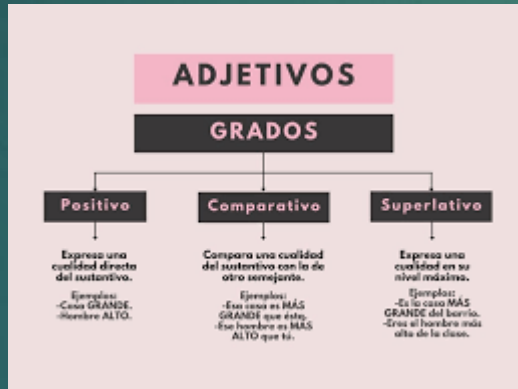 ADJETIVOS
GRADOS
Positivo
Comparativo
Superlativo
Expresa una
cualidad directa
del sustantivo.
Ejemplos:
-Casa GRANDE.
-Hombre ALTO.
Compara una cualidad
del sustantivo con la de
otro semejante.
Ejemplos:
-Esa casa es MÁS
GRANDE que ésta.
-Ese hombre es MÁS
ALTO que tú.
Expresa una
cualidad en su
nivel máximo.
Ejemplos:
-Es la casa MÁS
GRANDE del barrio.
-Eres el hombre más
alto de la clase.